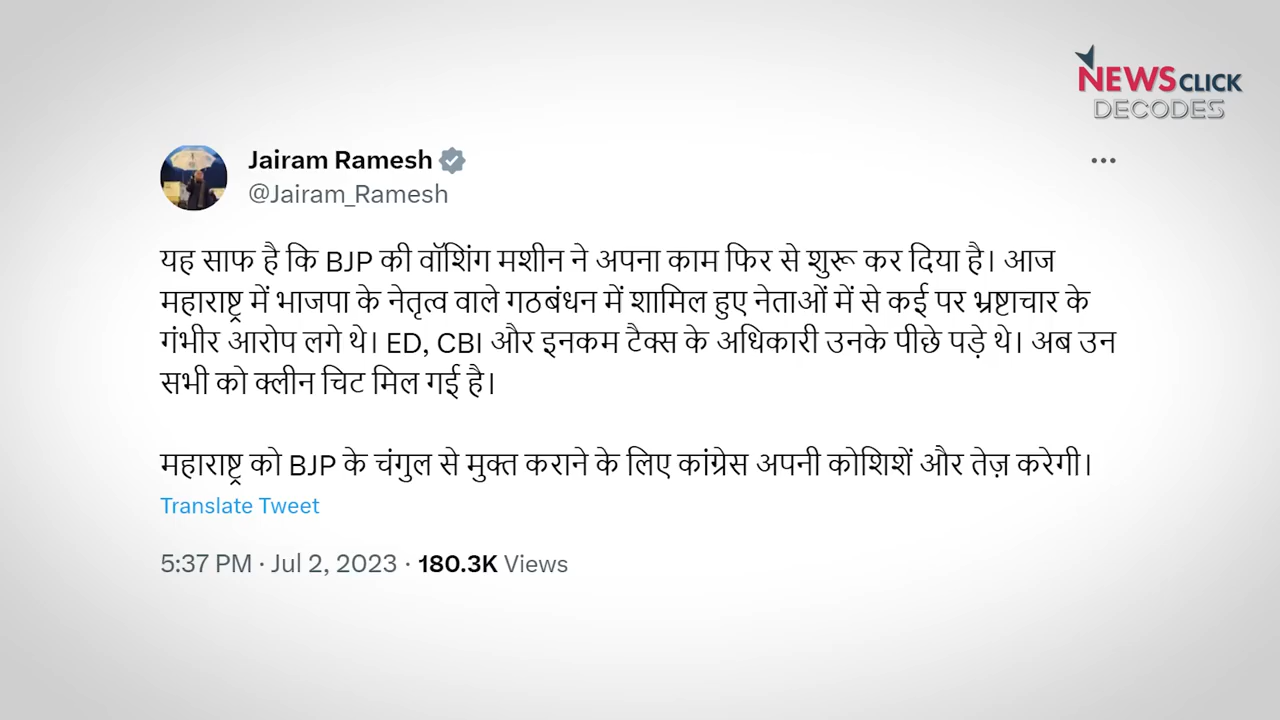 NEWSCLICK
DECODES
Jairam Ramesh
@Jairam_Ramesh
यह साफ है कि BJP की वॉशिंग मशीन ने अपना काम फिर से शुरू कर दिया है। आज
महाराष्ट्र में भाजपा के नेतृत्व वाले गठबंधन में शामिल हुए नेताओं में से कई पर भ्रष्टाचार के
गंभीर आरोप लगे थे। ED, CBI और इनकम टैक्स के अधिकारी उनके पीछे पड़े थे। अब उन
सभी को क्लीन चिट मिल गई है।
महाराष्ट्र को BJP के चंगुल से मुक्त कराने के लिए कांग्रेस अपनी कोशिशें और तेज़ करेगी।
Translate Tweet
5:37 PM · Jul 2, 2023 · 180.3K Views